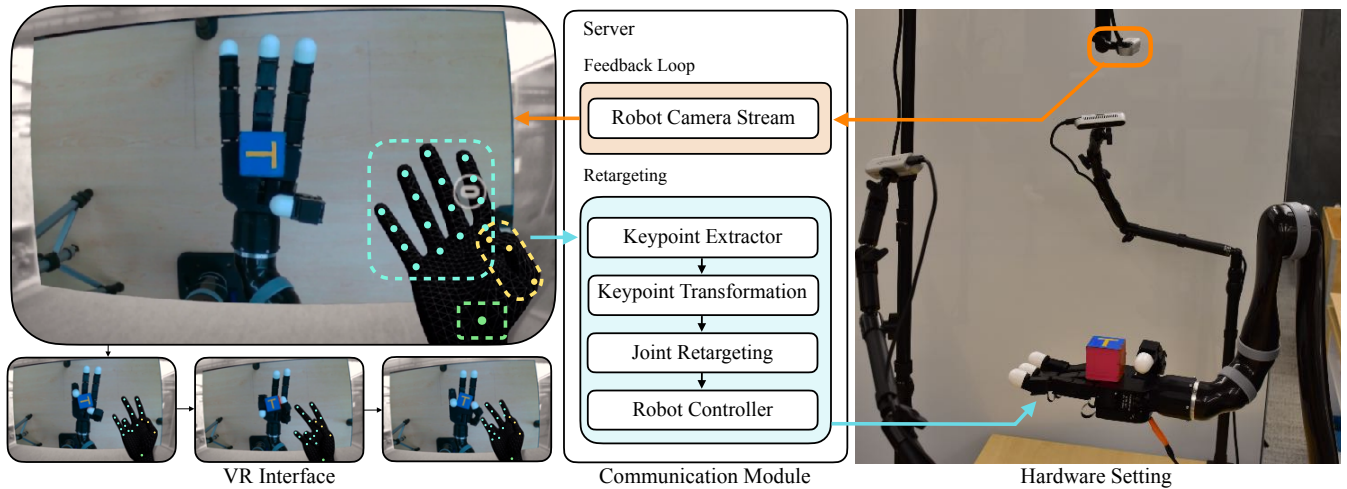 Server
Feedback Loop
Robot Camera Stream
Retargeting
Keypoint Extractor
Keypoint Transformation
Joint Retargeting
Robot Controller
T
T
VR Interface
Communication Module
Hardware Setting